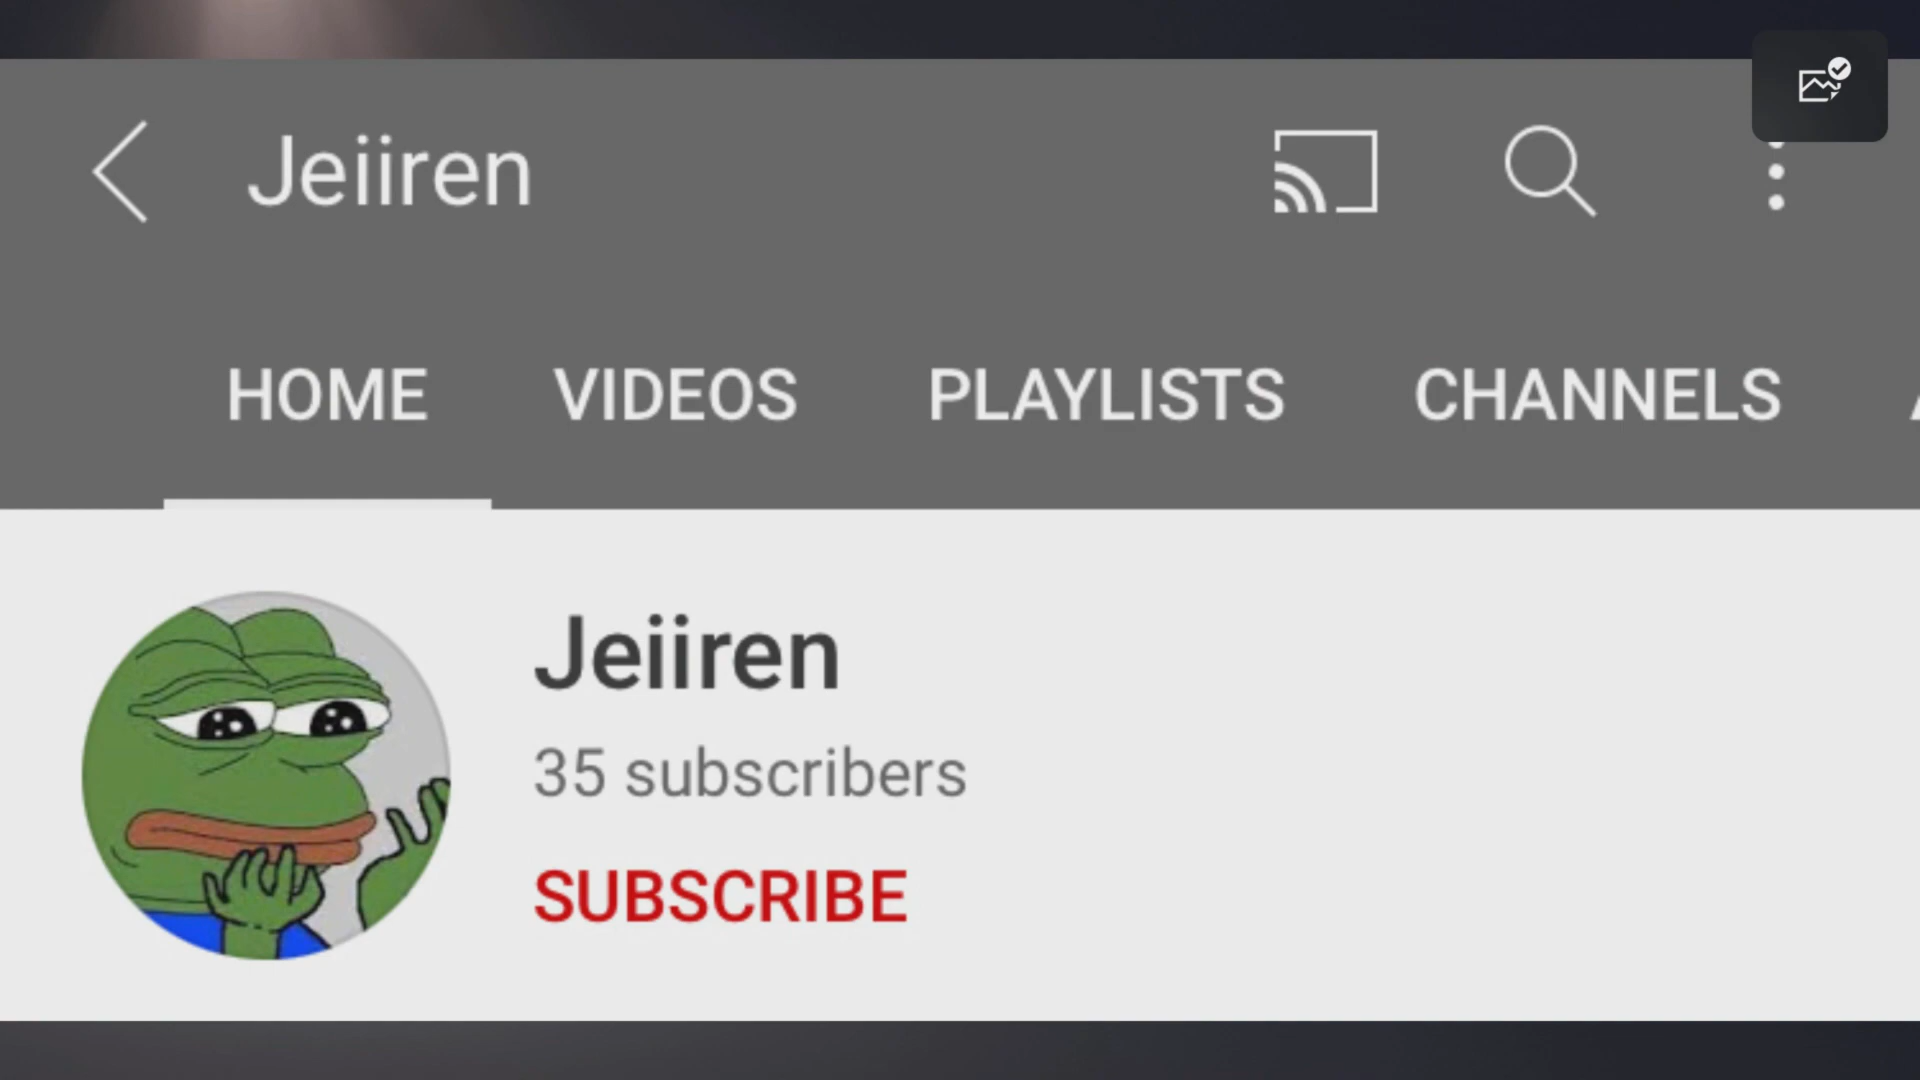 Jeiiren
HOME VIDEOS PLAYLISTS CHANNELS
Jeiiren
35 subscribers
SUBSCRIBE